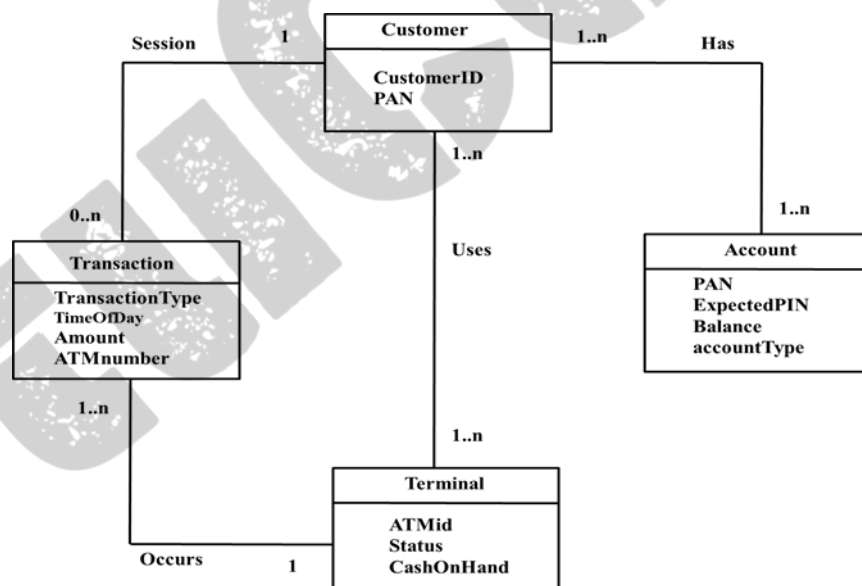 Customer
CustomerID
PAN
Session
1
1..n
Has
1..n
Uses
1..n
0..n
1..n
Transaction
TransactionType
TimeOfDay
Amount
ATMnumber
Account
PAN
ExpectedPIN
Balance
accountType
1..n
Occurs
1
Terminal
ATMid
Status
CashOnHand